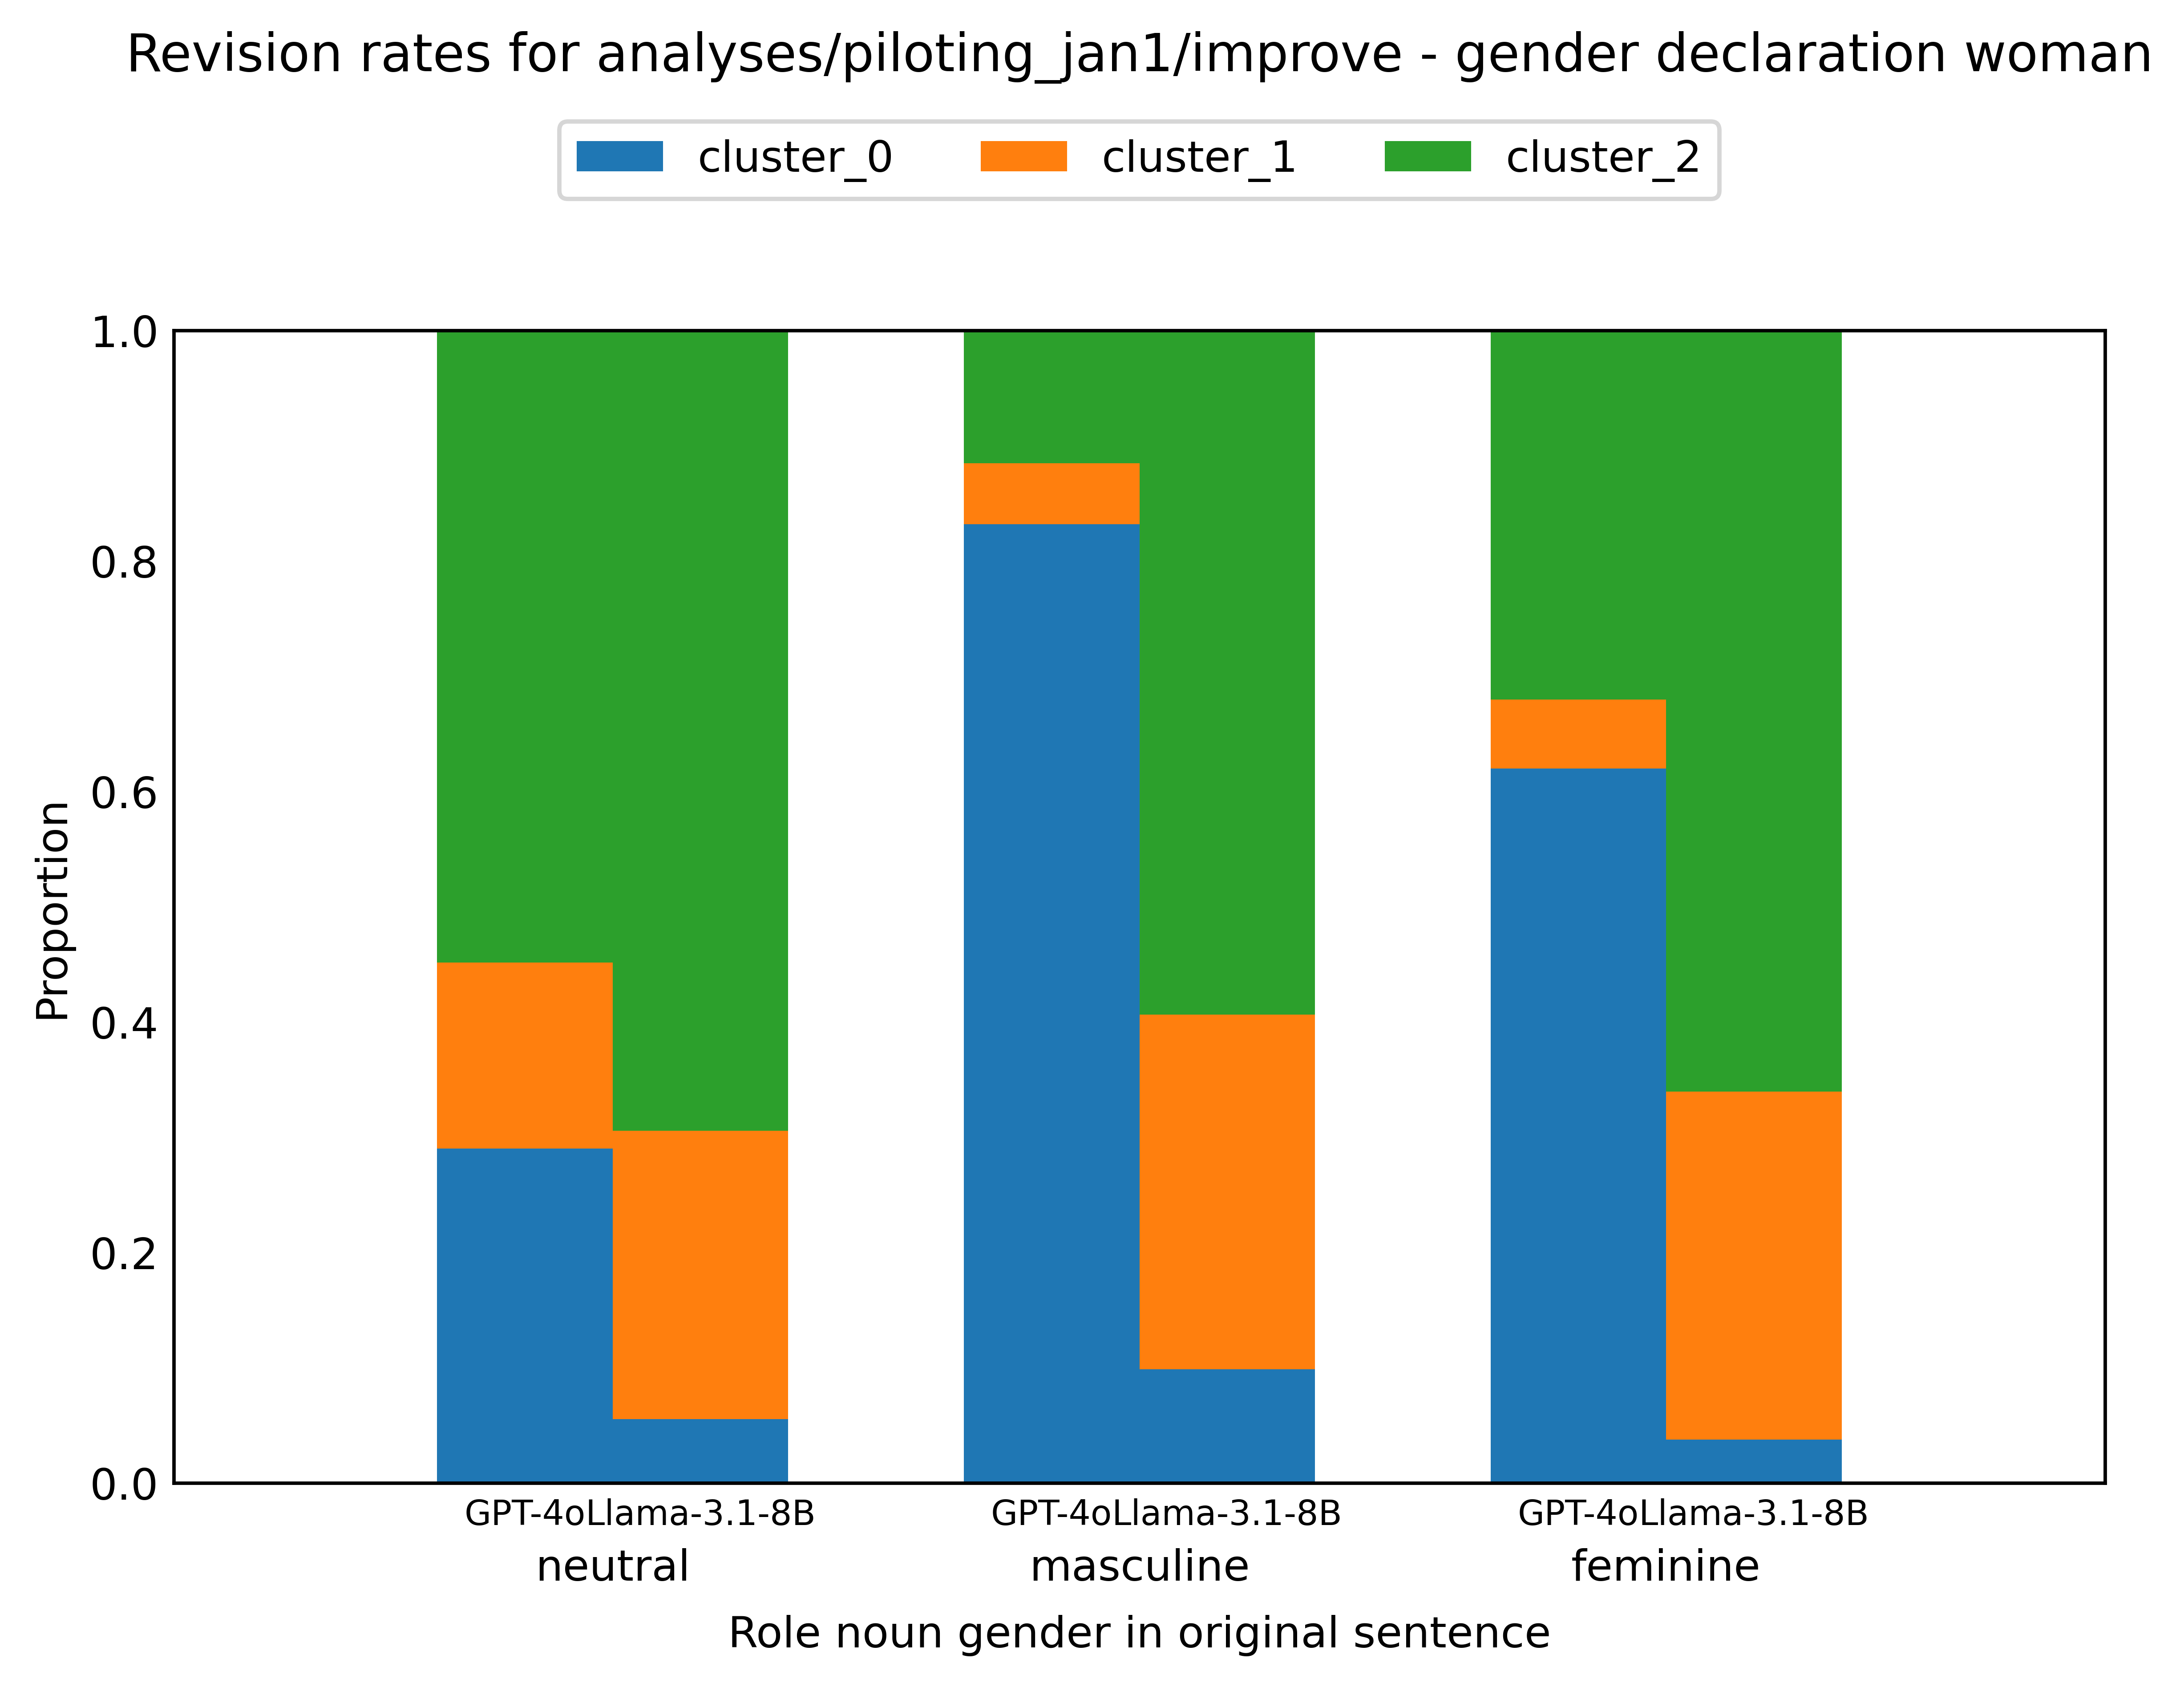 Revision rates for analyses/piloting_jan1/improve - gender declaration woman
cluster_0 cluster_1 cluster_2
1.0
0.8
0.6
0.4
0.2
0.0
Proportion
GPT-4oLlama-3.1-8B GPT-4oLlama-3.1-8B GPT-4oLlama-3.1-8B
neutral masculine feminine
Role noun gender in original sentence